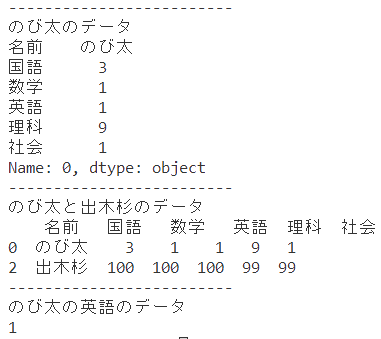 -------------------------
のび太のデータ
名前 のび太
国語 3
数学 1
英語 1
理科 9
社会 1
Name: 0, dtype: object
-------------------------
のび太と出木杉のデータ
名前 国語 数学 英語 理科 社会
0 のび太 3 1 1 9 1
2 出木杉 100 100 100 99 99
-------------------------
のび太の英語のデータ
1